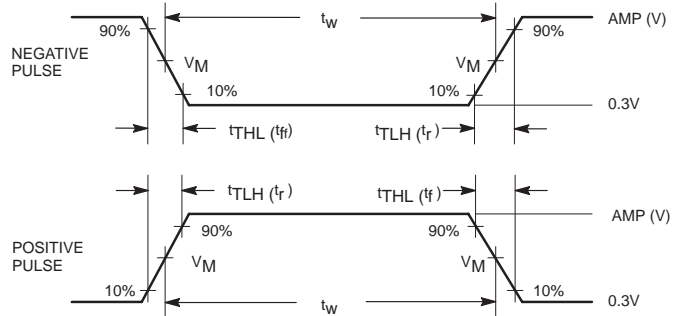 tW
AMP (V)
90%
90%
NEGATIVE
PULSE
VM
VM
10%
10%
0.3V
tTHL (tff)
tTLH (tr)
tTLH (tr)
tTHL (tf)
AMP (V)
90%
90%
POSITIVE
PULSE
VM
VM
10%
10%
0.3V
tW